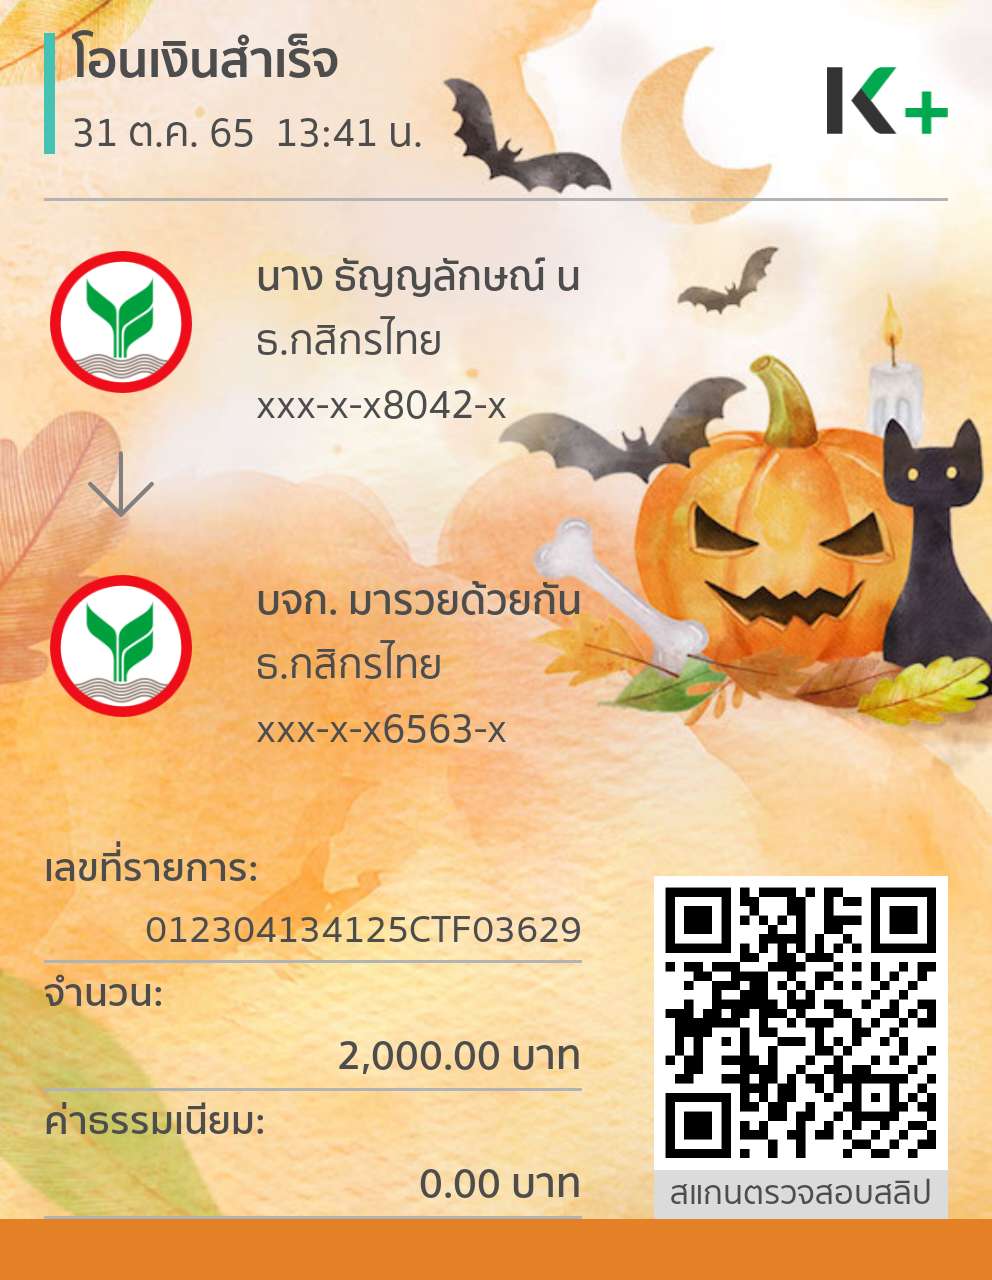 โอนเงินสำเร็จ
31 ต.ค. 65 13:41 น.
K+
นาง ธัญญลักษณ์ น
ธ.กสิกรไทย
xxx-x-x8042-x
บจก. มารวยด้วยกัน
ธ.กสิกรไทย
xxx-x-x6563-x
เลขที่รายการ:
012304134125CTF03629
จำนวน:
2,000.00 บาท
ค่าธรรมเนียม:
0.00 บาท
สแกนตรวจสอบสลิป